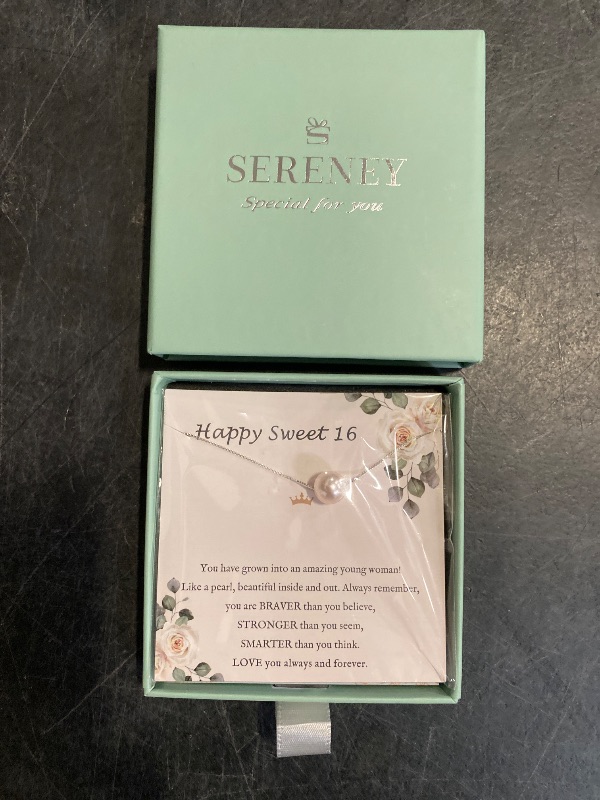 SERENEY
Special for you
Happy Sweet 16
You have grown into an amazing young woman!
Like a pearl, beautiful inside and out. Always remember,
you are BRAVER than you believe,
STRONGER than you seem,
SMARTER than you think.
LOVE you always and forever.